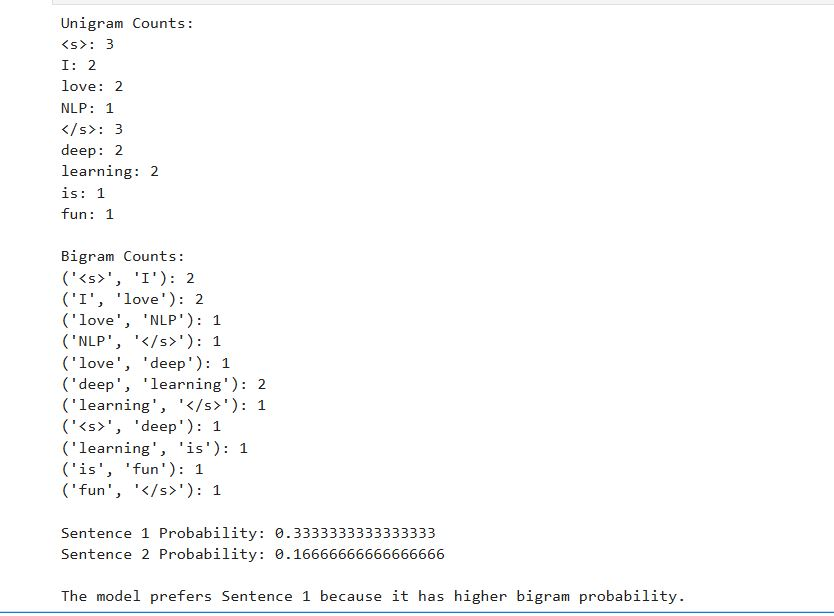 Unigram Counts:
<s>: 3
I: 2
love: 2
NLP: 1
</s>: 3
deep: 2
learning: 2
is: 1
fun: 1
Bigram Counts:
('<s>', 'I'): 2
('I', 'love'): 2
('love', 'NLP'): 1
('NLP', '</s>'): 1
('love', 'deep'): 1
('deep', 'learning'): 2
('learning', '</s>'): 1
('<s>', 'deep'): 1
('learning', 'is'): 1
('is', 'fun'): 1
('fun', '</s>'): 1
Sentence 1 Probability: 0.3333333333333333
Sentence 2 Probability: 0.16666666666666666
The model prefers Sentence 1 because it has higher bigram probability.